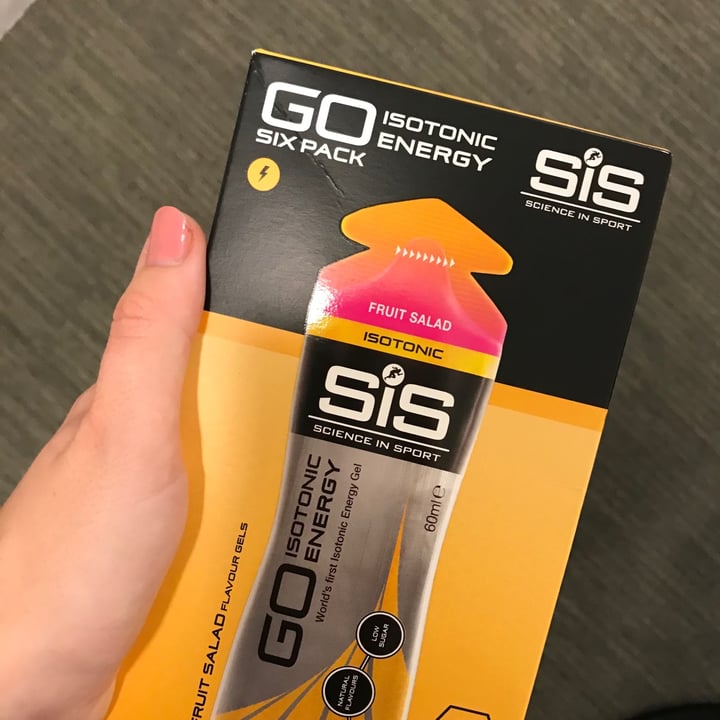 GO ISOTONIC
SIX PACK ENERGY
SiS
SCIENCE IN SPORT
FRUIT SALAD
ISOTONIC
SiS
SCIENCE IN SPORT
GO ISOTONIC
ENERGY
World's first Isotonic Energy Gel
60ml℮
LOW
SUGAR
NATURAL
FLAVOURS
FRUIT SALAD FLAVOUR GELS